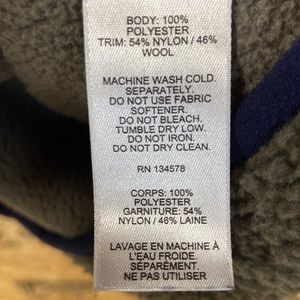 BODY: 100%
POLYESTER
TRIM: 54% NYLON / 46%
WOOL
MACHINE WASH COLD.
SEPARATELY.
DO NOT USE FABRIC
SOFTENER.
DO NOT BLEACH.
TUMBLE DRY LOW.
DO NOT IRON.
DO NOT DRY CLEAN.
RN 134578
CORPS: 100%
POLYESTER
GARNITURE: 54%
NYLON / 46% LAINE
LAVAGE EN MACHINE À
L'EAU FROIDE.
SÉPARÉMENT
NE PAS UTILISER